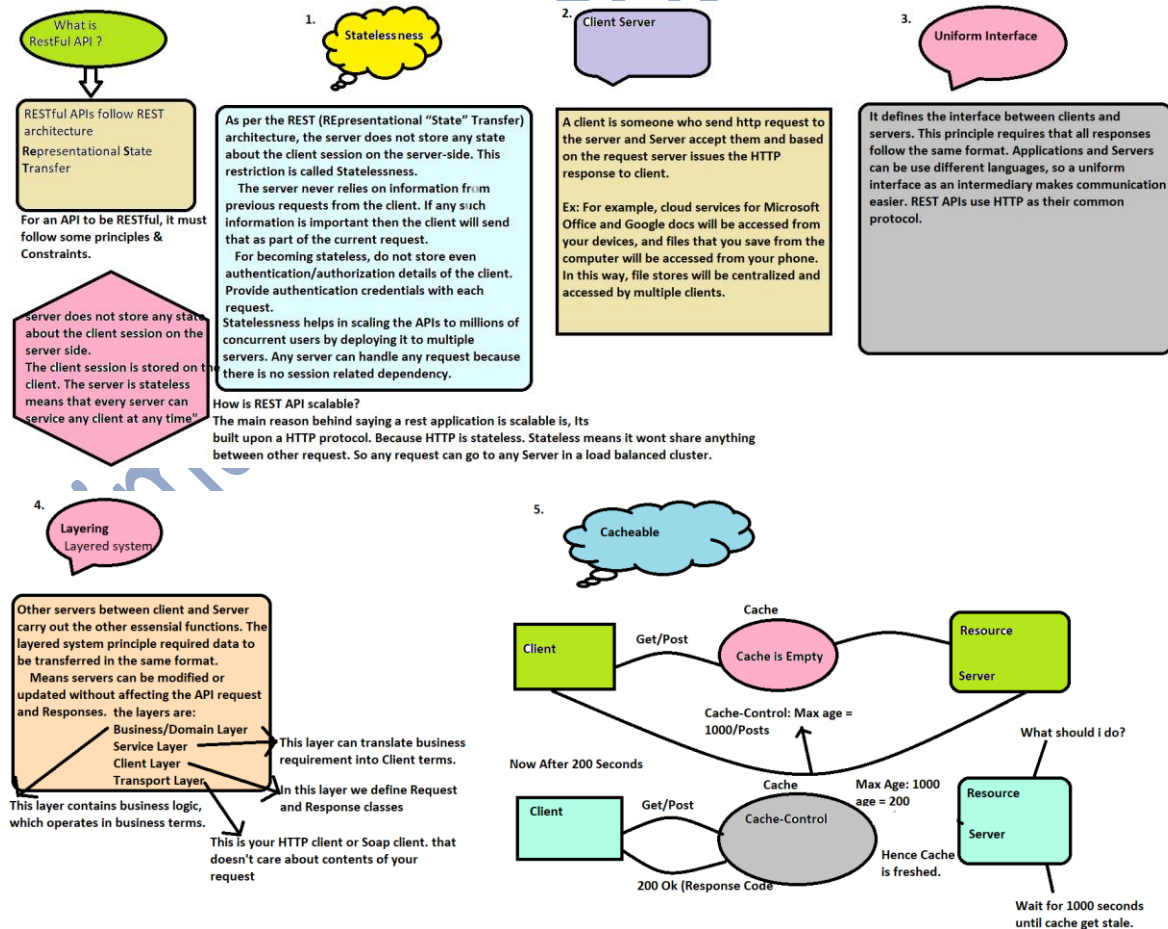 What is
RestFul API ?
RESTful APIs follow REST
architecture
Representational State
Transfer
For an API to be RESTful, it must
follow some principles &
Constraints.
server does not store any state
about the client session on the
server side.
The client session is stored on the
client. The server is stateless
means that every server can
service any client at any time"
1.
Statelessness
As per the REST (REpresentational “State” Transfer)
architecture, the server does not store any state
about the client session on the server-side. This
restriction is called Statelessness.
The server never relies on information from
previous requests from the client. If any such
information is important then the client will send
that as part of the current request.
For becoming stateless, do not store even
authentication/authorization details of the client.
Provide authentication credentials with each
request.
Statelessness helps in scaling the APIs to millions of
concurrent users by deploying it to multiple
servers. Any server can handle any request because
there is no session related dependency.
How is REST API scalable?
The main reason behind saying a rest application is scalable is, Its
built upon a HTTP protocol. Because HTTP is stateless. Stateless means it wont share anything
between other request. So any request can go to any Server in a load balanced cluster.
2.
Client Server
A client is someone who send http request to
the server and Server accept them and based
on the request server issues the HTTP
response to client.
Ex: For example, cloud services for Microsoft
Office and Google docs will be accessed from
your devices, and files that you save from the
computer will be accessed from your phone.
In this way, file stores will be centralized and
accessed by multiple clients.
3.
Uniform Interface
It defines the interface between clients and
servers. This principle requires that all responses
follow the same format. Applications and Servers
can be use different languages, so a uniform
interface as an intermediary makes communication
easier. REST APIs use HTTP as their common
protocol.
4.
Layering
Layered system
Other servers between client and Server
carry out the other essensial functions. The
layered system principle required data to
be transferred in the same format.
Means servers can be modified or
updated without affecting the API request
and Responses. the layers are:
Business/Domain Layer
Service Layer
Client Layer
Transport Layer
This layer can translate business
requirement into Client terms.
In this layer we define Request
and Response classes
This layer contains business logic,
which operates in business terms.
This is your HTTP client or Soap client. that
doesn't care about contents of your
request
5.
Cacheable
Client
Get/Post
Cache
Cache is Empty
Resource
Server
Cache-Control: Max age =
1000/Posts
What should i do?
Now After 200 Seconds
Client
Get/Post
200 Ok (Response Code
Cache
Cache-Control
Max Age: 1000
age = 200
Hence Cache
is freshed.
Resource
Server
Wait for 1000 seconds
until cache get stale.